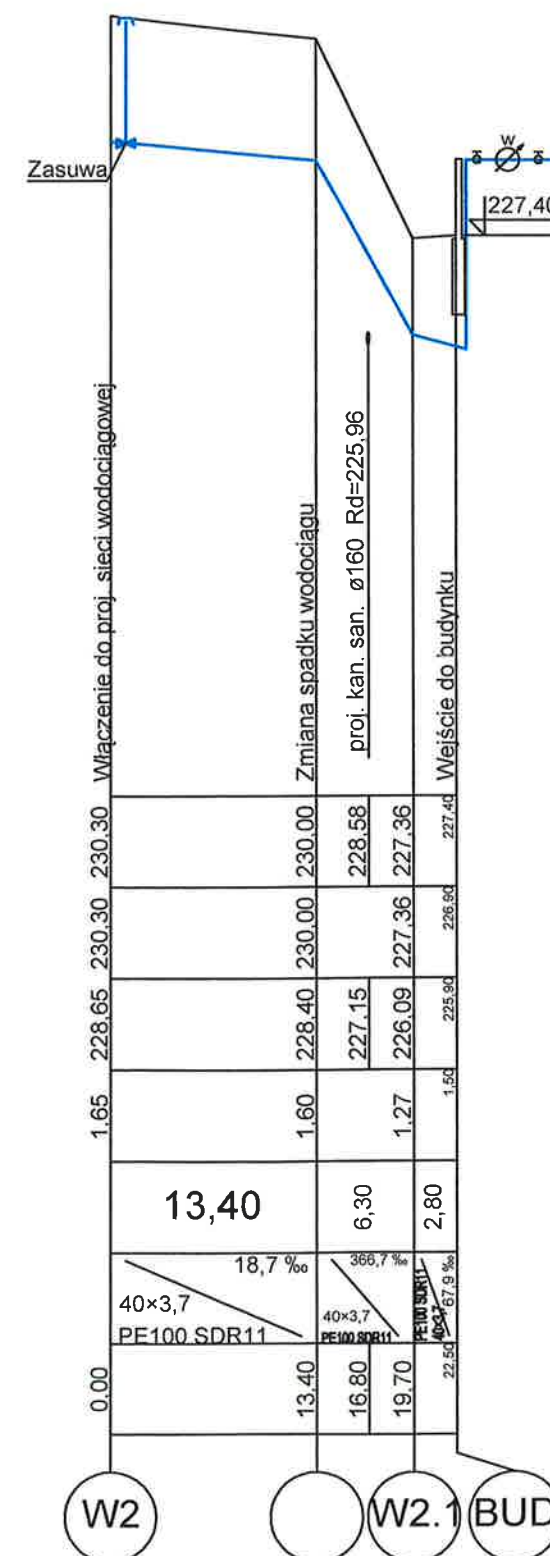 Zasuwa
W
227,40
Włączenie do proj. sieci wodociągowej
Zmiana spadku wodociągu
proj. kan. san. ø160 Rd=225,96
Wejście do budynku
230,30
230,00
228,58
227,36
227,40
230,30
230,00
227,36
226,90
228,65
228,40
227,15
226,09
225,90
1,65
1,60
1,27
1,50
13,40
6,30
2,80
18,7 ‰
40×3,7
PE100 SDR11
366,7 ‰
40×3,7
PE100 SDR11
67,9 ‰
40×3,7
PE100 SDR11
0,00
13,40
16,80
19,70
22,50
W2
W2.1
BUD